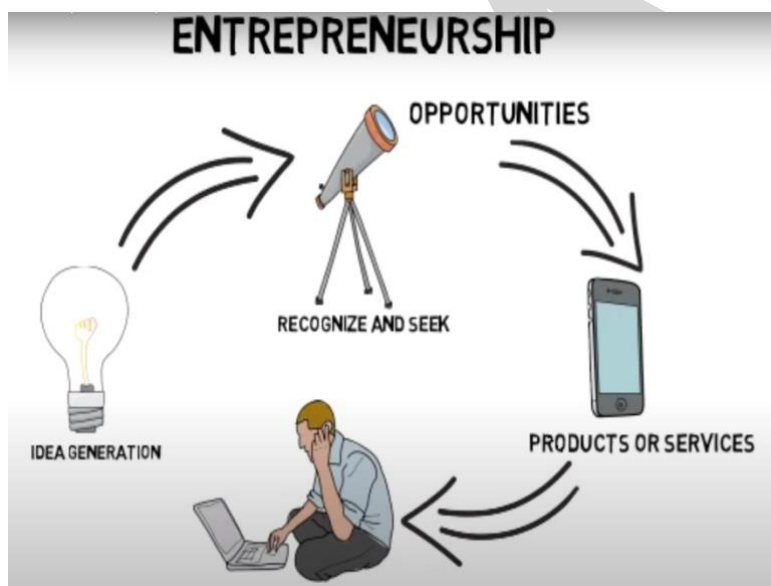 ENTREPRENEURSHIP
OPPORTUNITIES
RECOGNIZE AND SEEK
IDEA GENERATION
PRODUCTS OR SERVICES